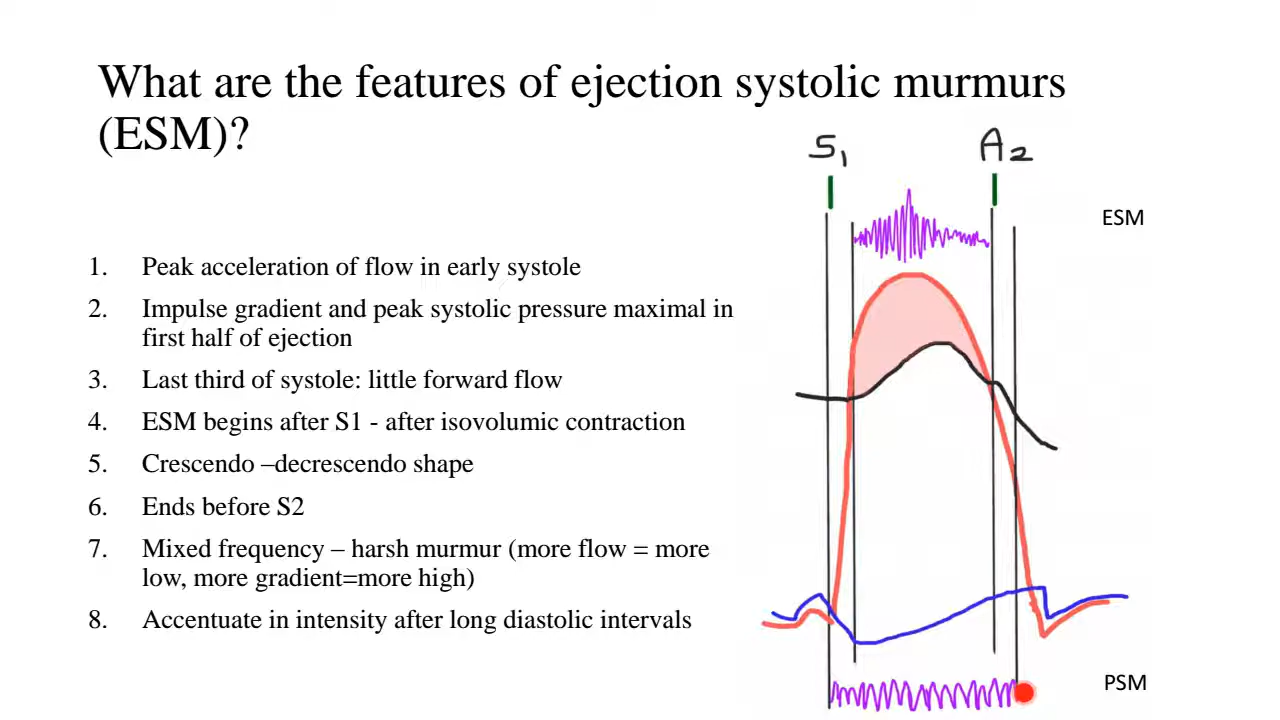 What are the features of ejection systolic murmurs
(ESM)?
S1
A2
ESM
1. Peak acceleration of flow in early systole
2. Impulse gradient and peak systolic pressure maximal in
first half of ejection
3. Last third of systole: little forward flow
4. ESM begins after S1 - after isovolumic contraction
5. Crescendo –decrescendo shape
6. Ends before S2
7. Mixed frequency – harsh murmur (more flow = more
low, more gradient=more high)
8. Accentuate in intensity after long diastolic intervals
PSM